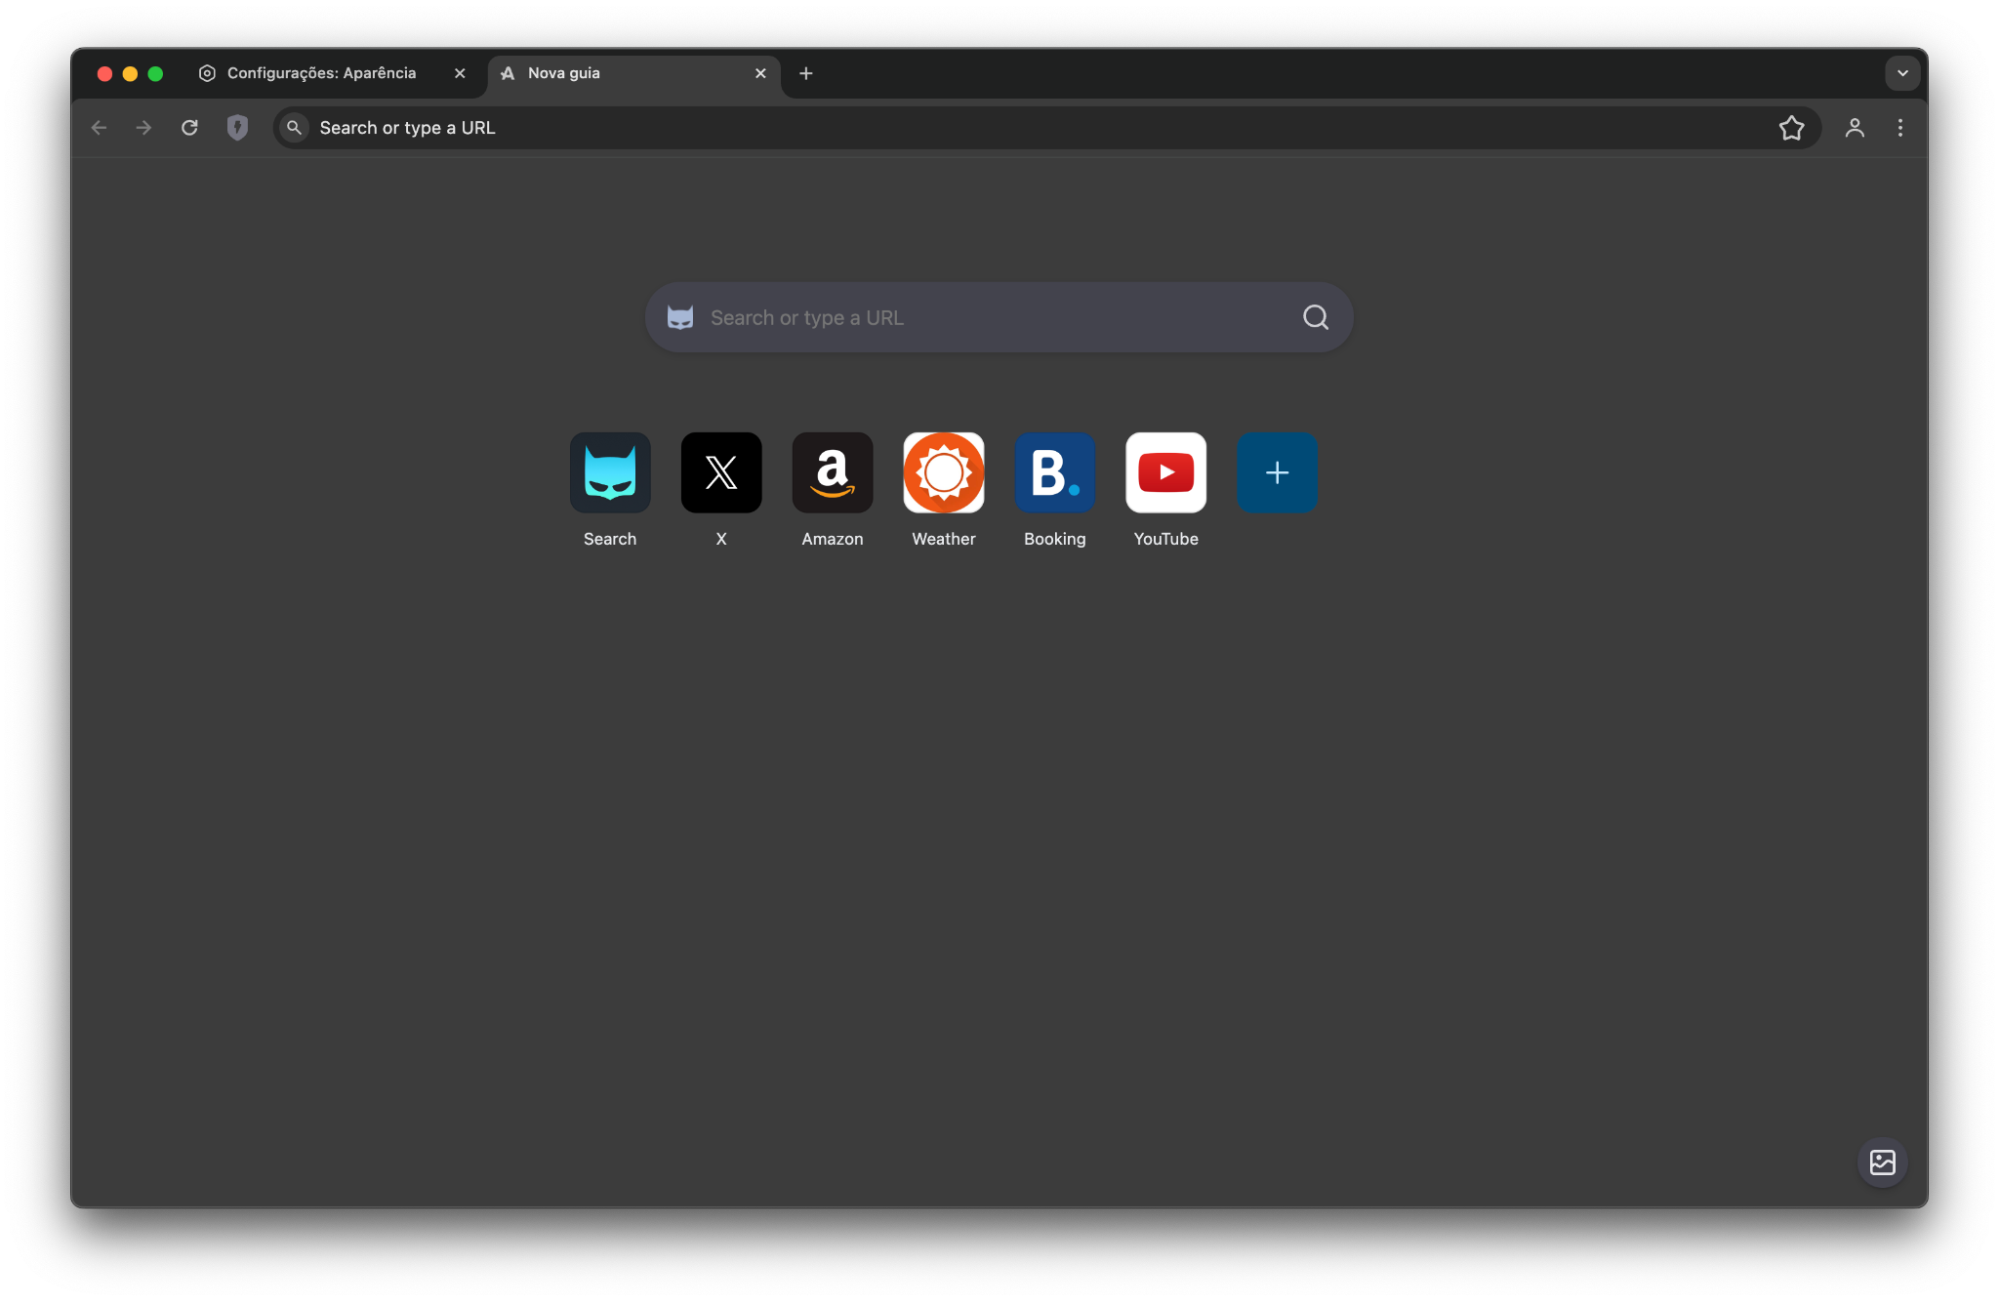 Configurações: Aparência
Nova guia
Search or type a URL
Search or type a URL
Search
X
Amazon
Weather
Booking
YouTube